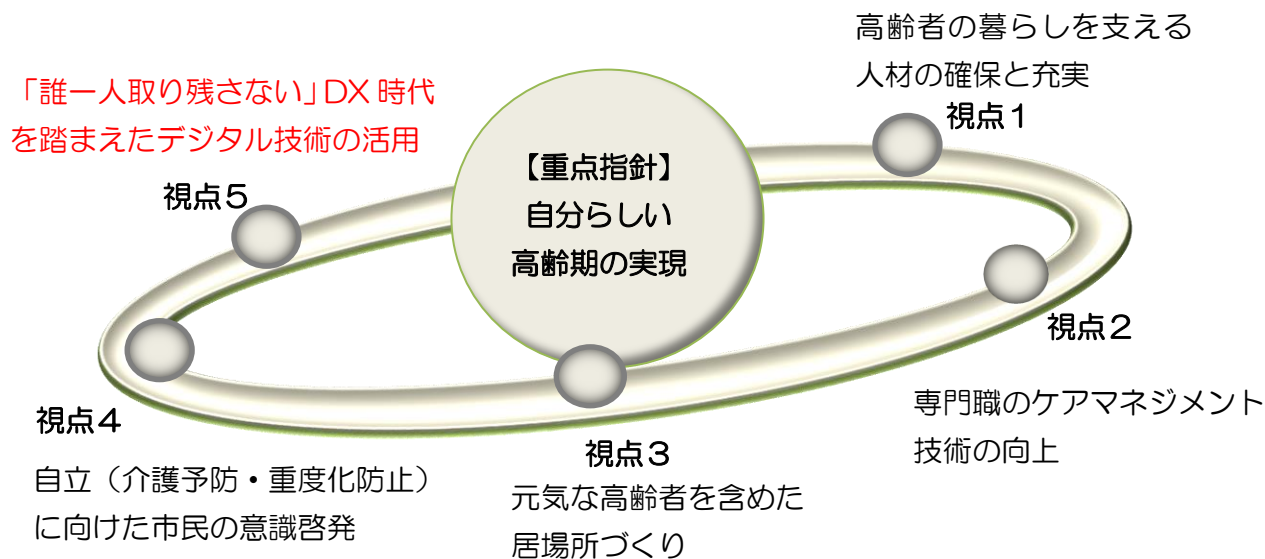 【重点指針】
自分らしい
高齢期の実現
高齢者の暮らしを支える
人材の確保と充実
視点１
視点２
専門職のケアマネジメント
技術の向上
視点３
元気な高齢者を含めた
居場所づくり
視点４
自立（介護予防・重度化防止）
に向けた市民の意識啓発
「誰一人取り残さない」DX 時代
を踏まえたデジタル技術の活用
視点５